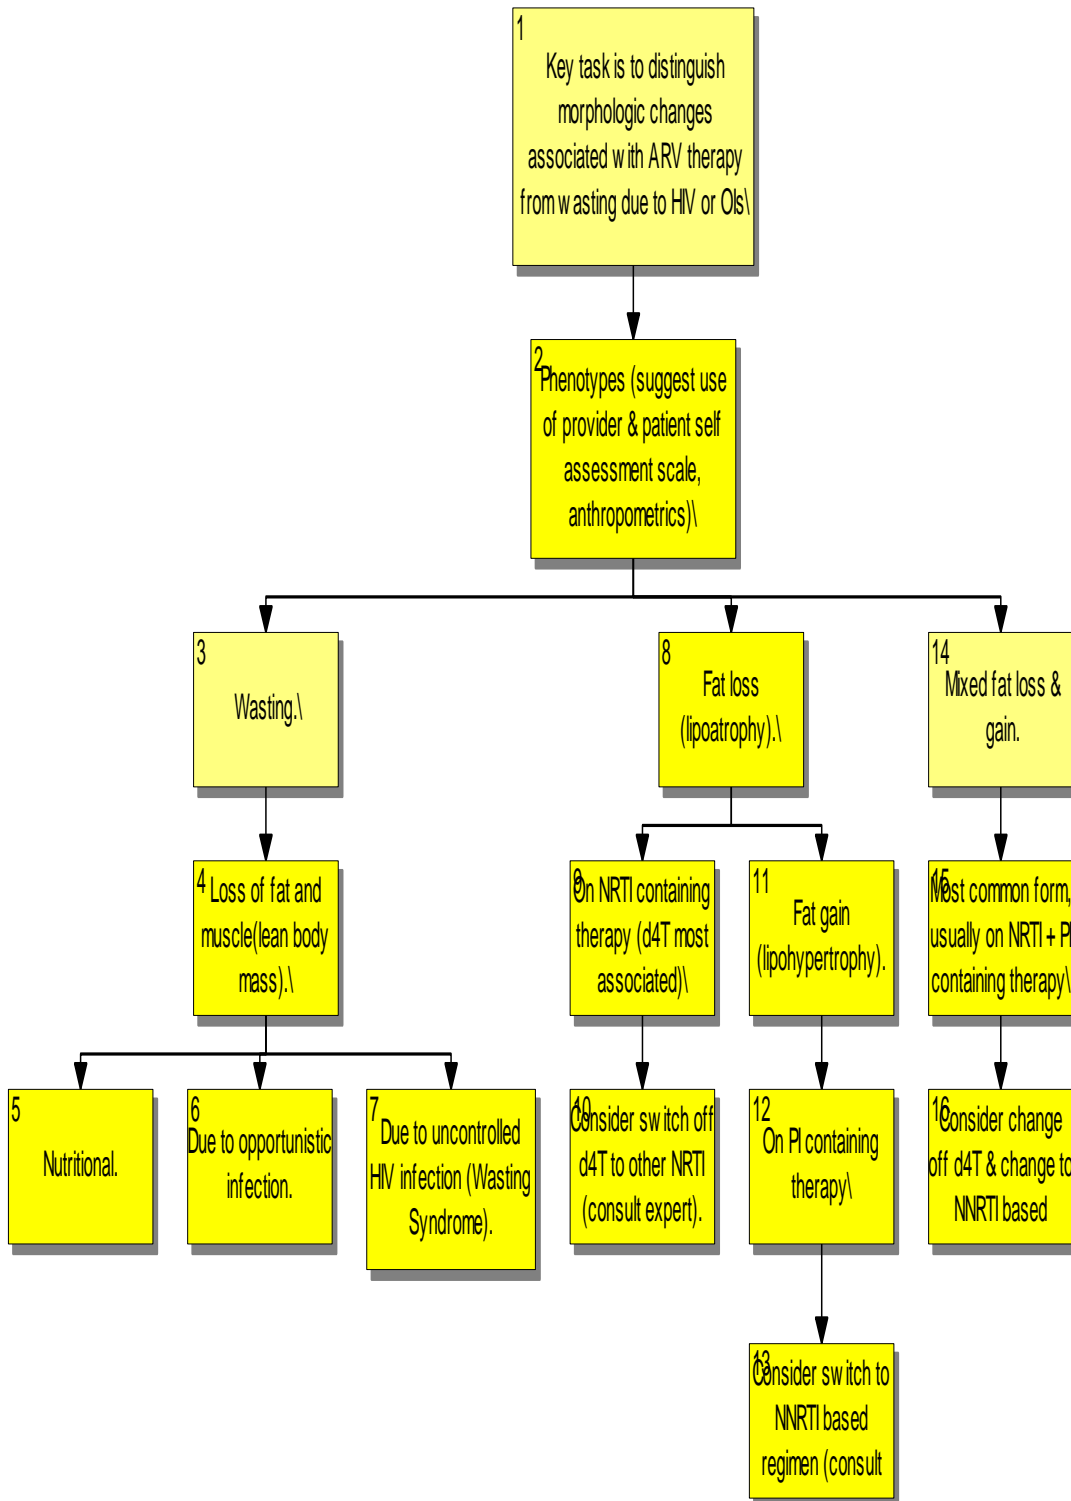 1
Key task is to distinguish
morphologic changes
associated with ARV therapy
from wasting due to HIV or OIs\
2
Phenotypes (suggest use
of provider & patient self
assessment scale,
anthropometrics)\
3
Wasting.\
4
Loss of fat and
muscle(lean body
mass).\
5
Nutritional.
6
Due to opportunistic
infection.
7
Due to uncontrolled
HIV infection (Wasting
Syndrome).
8
Fat loss
(lipoatrophy).\
9
On NRTI containing
therapy (d4T most
associated)\
10
Consider switch off
d4T to other NRTI
(consult expert).
11
Fat gain
(lipohypertrophy).
12
On PI containing
therapy\
13
Consider switch to
NNRTI based
regimen (consult
14
Mixed fat loss &
gain.
15
Most common form,
usually on NRTI + PI
containing therapy\
16
Consider change
off d4T & change to
NNRTI based